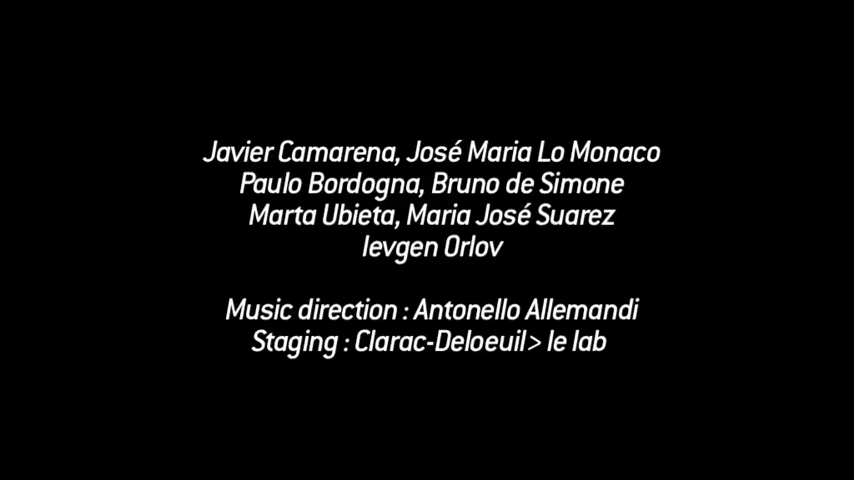 Javier Camarena, José Maria Lo Monaco
Paulo Bordogna, Bruno de Simone
Marta Ubieta, Maria José Suarez
Ievgen Orlov
Music direction : Antonello Allemandi
Staging : Clarac-Deloeuil > le lab